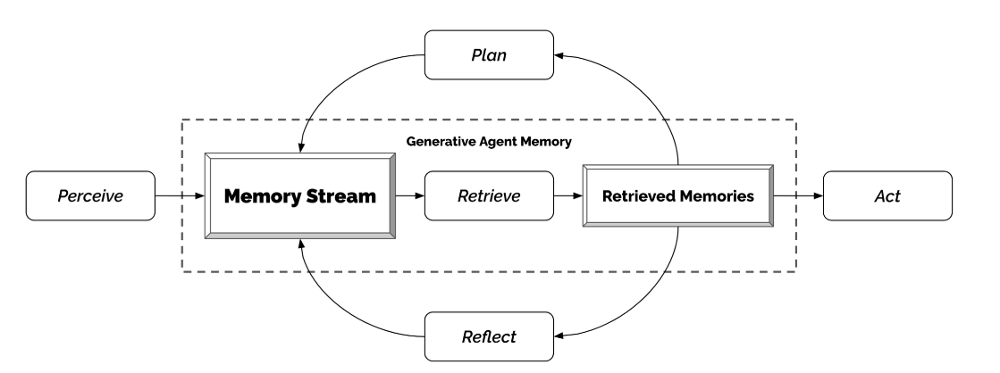 Plan
Generative Agent Memory
Perceive
Memory Stream
Retrieve
Retrieved Memories
Act
Reflect